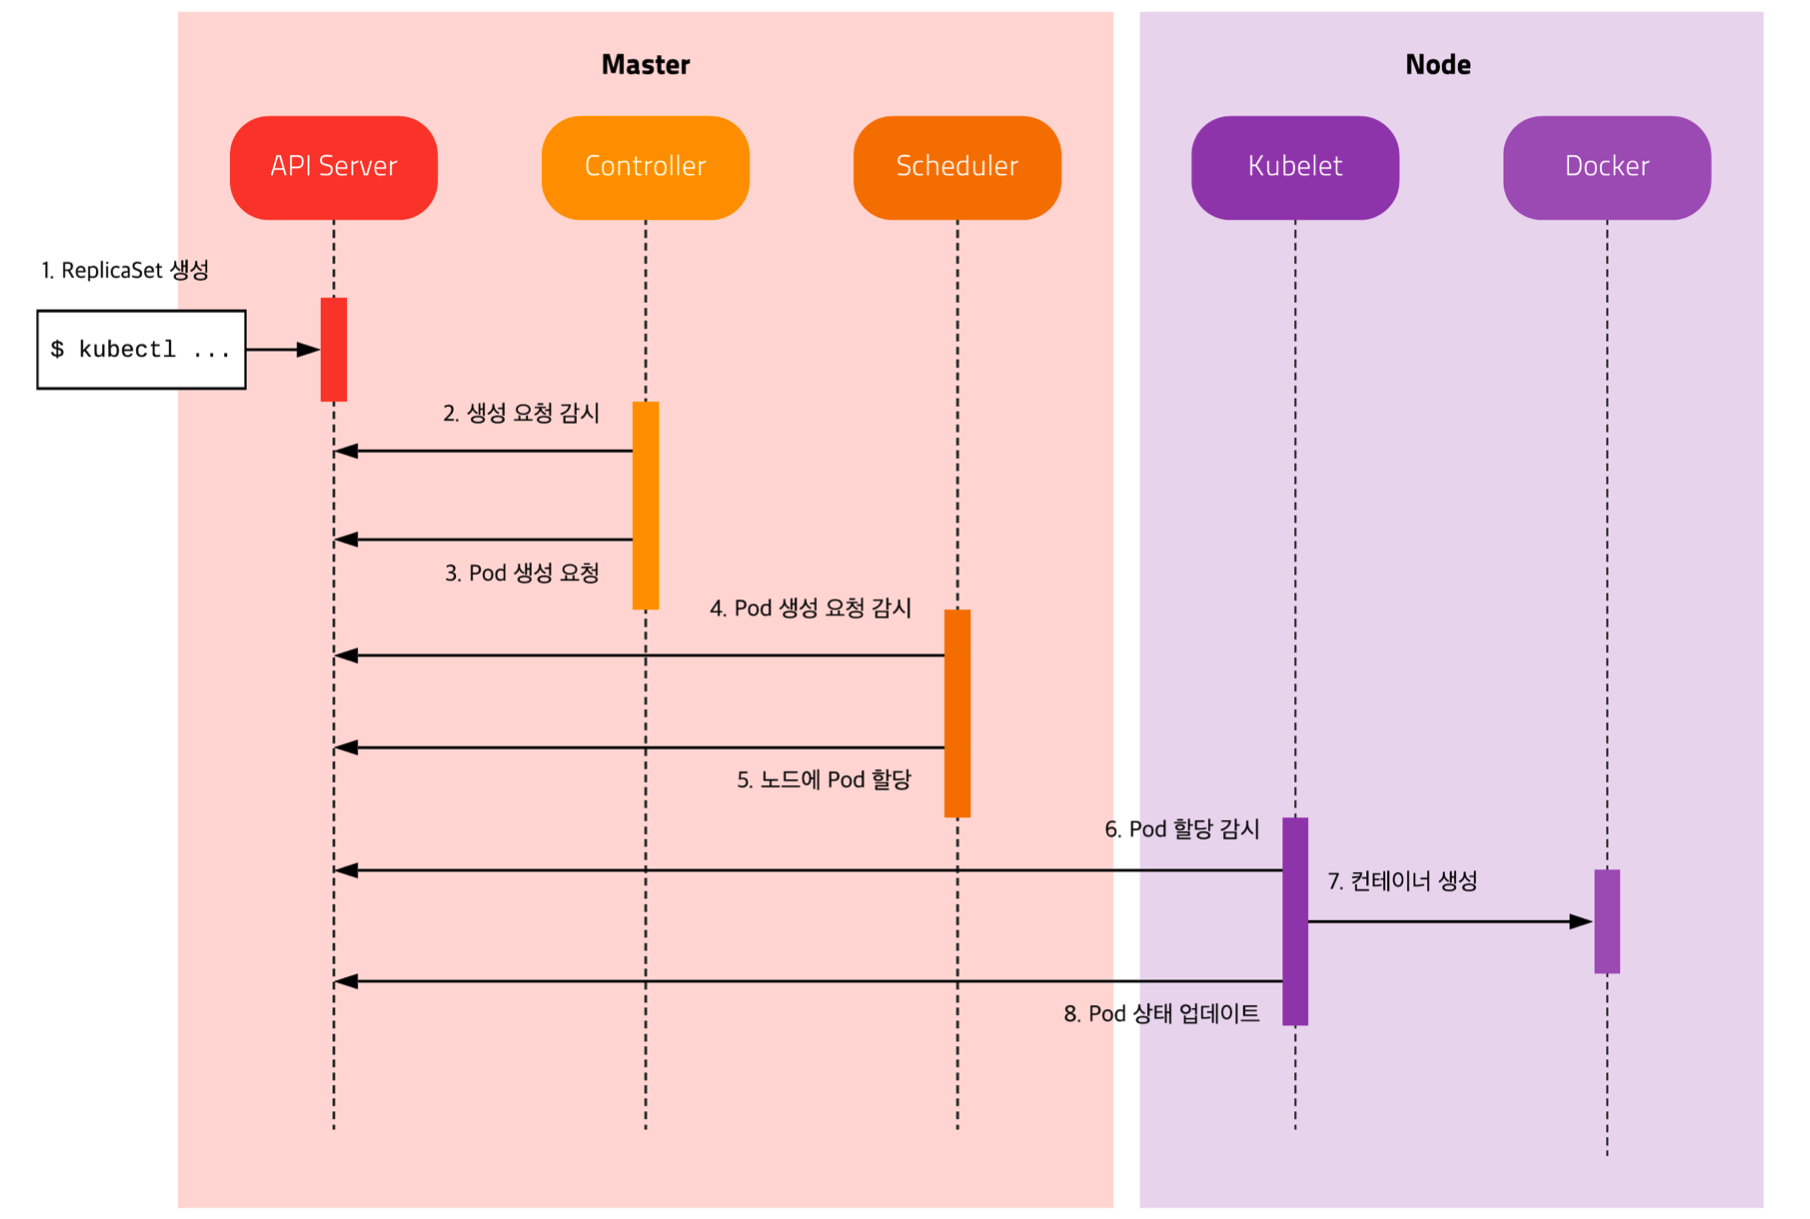 Master
Node
API Server
Controller
Scheduler
Kubelet
Docker
1. ReplicaSet 생성
$ kubectl ...
2. 생성 요청 감시
3. Pod 생성 요청
4. Pod 생성 요청 감시
5. 노드에 Pod 할당
6. Pod 할당 감시
7. 컨테이너 생성
8. Pod 상태 업데이트